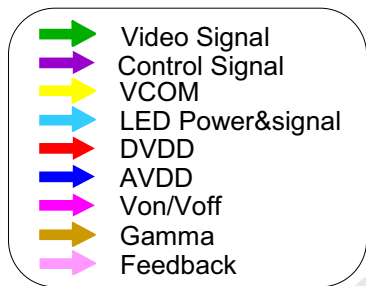 Video Signal
Control Signal
VCOM
LED Power&signal
DVDD
AVDD
Von/Voff
Gamma
Feedback